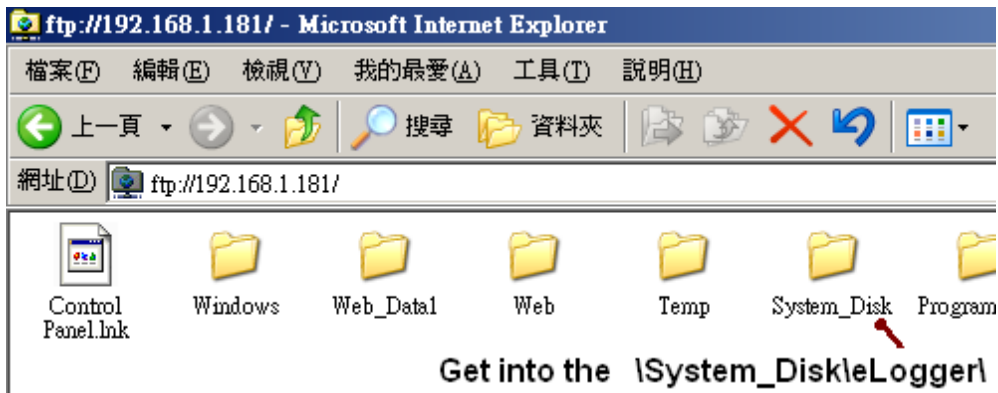 ftp://192.168.1.181/ - Microsoft Internet Explorer
檔案(F) 編輯(E) 檢視(V) 我的最愛(A) 工具(T) 說明(H)
上一頁 搜尋 資料夾
網址(D) ftp://192.168.1.181/
Control Panel.lnk Windows Web_Data1 Web Temp System_Disk Program
Get into the \System_Disk\eLogger\